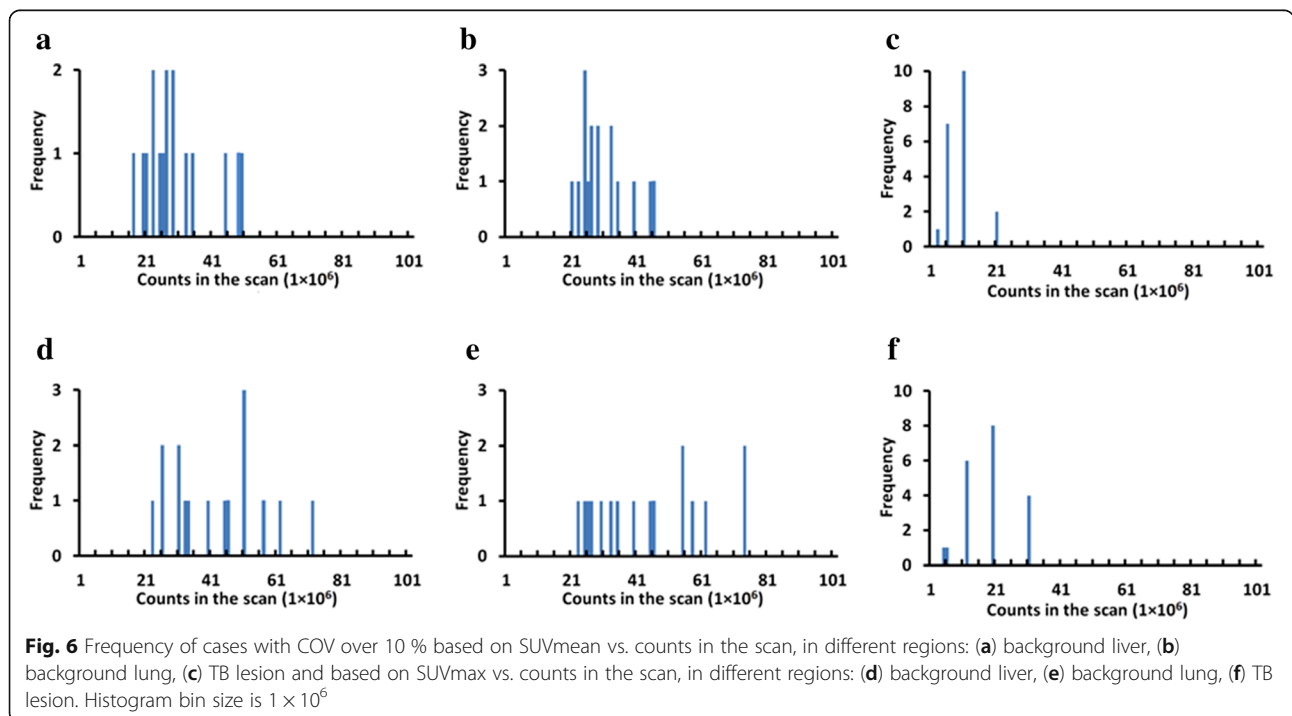 a
b
c
2
1
0
Frequency
1 21 41 61 81 101
Counts in the scan (1×10⁶)
3
2
1
0
Frequency
1 21 41 61 81 101
Counts in the scan (1×10⁶)
10
8
6
4
2
0
Frequency
1 21 41 61 81 101
Counts in the scan (1×10⁶)
d
e
f
3
2
1
0
Frequency
1 21 41 61 81 101
Counts in the scan (1×10⁶)
3
2
1
0
Frequency
1 21 41 61 81 101
Counts in the scan (1×10⁶)
10
8
6
4
2
0
Frequency
1 21 41 61 81 101
Counts in the scan (1×10⁶)
Fig. 6 Frequency of cases with COV over 10 % based on SUVmean vs. counts in the scan, in different regions: (a) background liver, (b)
background lung, (c) TB lesion and based on SUVmax vs. counts in the scan, in different regions: (d) background liver, (e) background lung, (f) TB
lesion. Histogram bin size is 1 × 10⁶